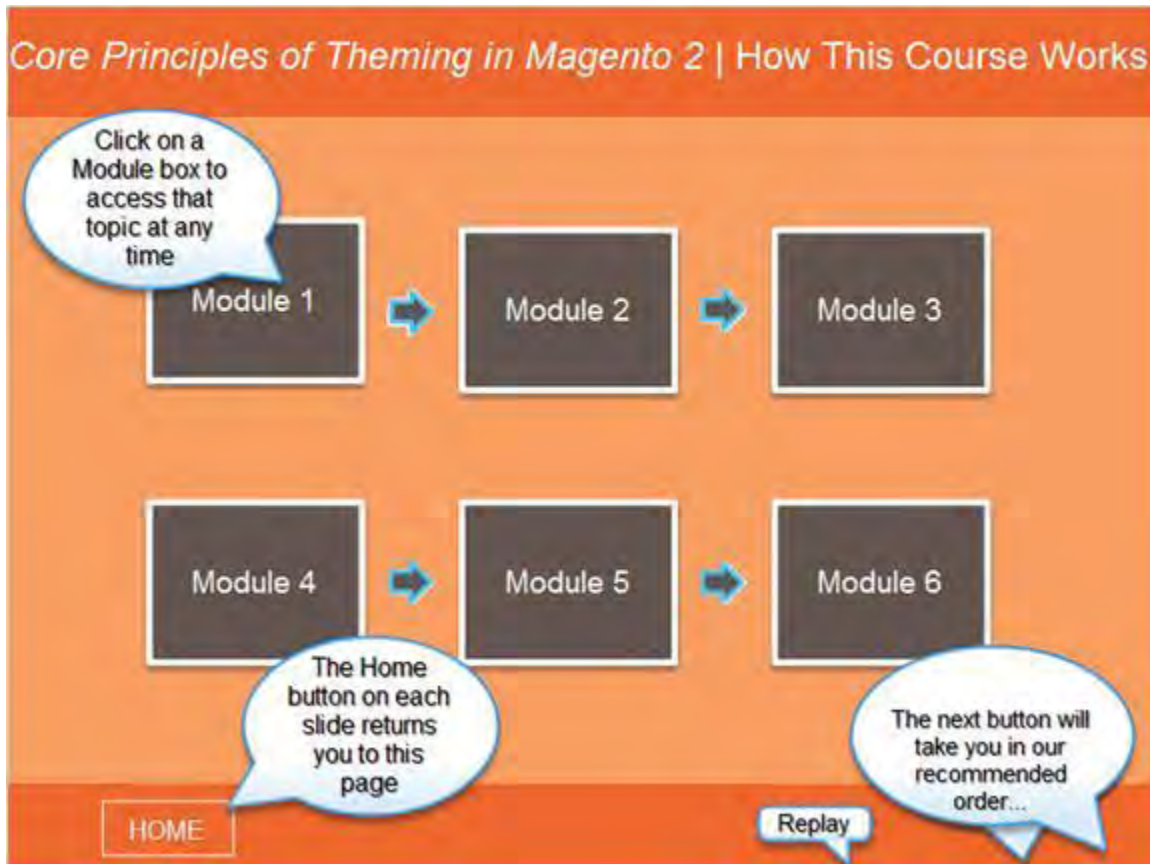 Core Principles of Theming in Magento 2 | How This Course Works
Click on a
Module box to
access that
topic at any
time
Module 1
Module 2
Module 3
Module 4
Module 5
Module 6
The Home
button on each
slide returns
you to this
page
The next button will
take you in our
recommended
order...
HOME
Replay